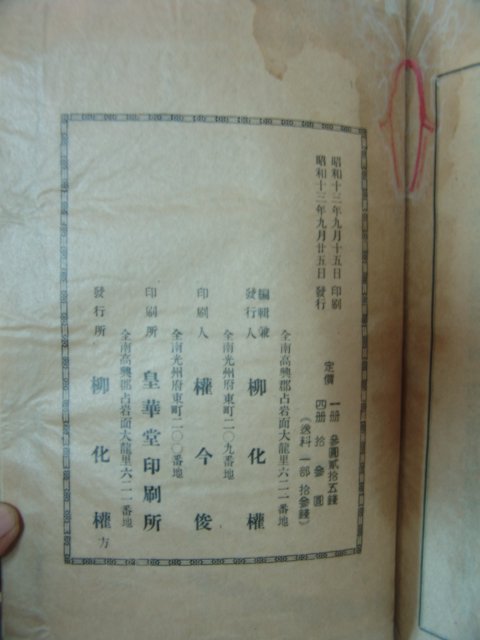 昭和十三年九月十五日 印刷
昭和十三年九月廿五日 發行
定價 一冊 參圓貳拾五錢
四冊 拾參圓
(送料 一部 拾參錢)
全南高興郡占岩面大龍里六二一番地
編輯兼發行人 柳化權
全南光州府東町二〇九番地
印刷人 權今俊
全南光州府東町二〇〇番地
印刷所 皇華堂印刷所
全南高興郡占岩面大龍里六二一番地
發行所 柳化權方